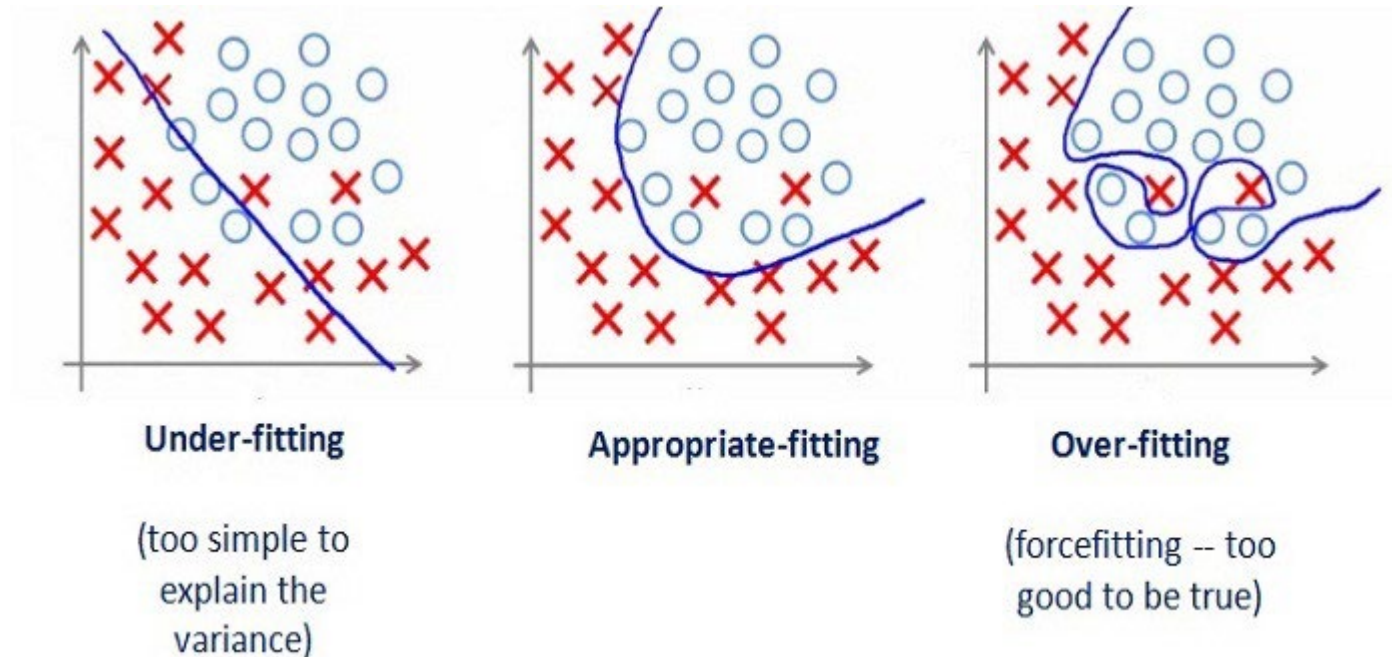 Under-fitting
Appropriate-fitting
Over-fitting
(too simple to
explain the
variance)
(forcefitting -- too
good to be true)